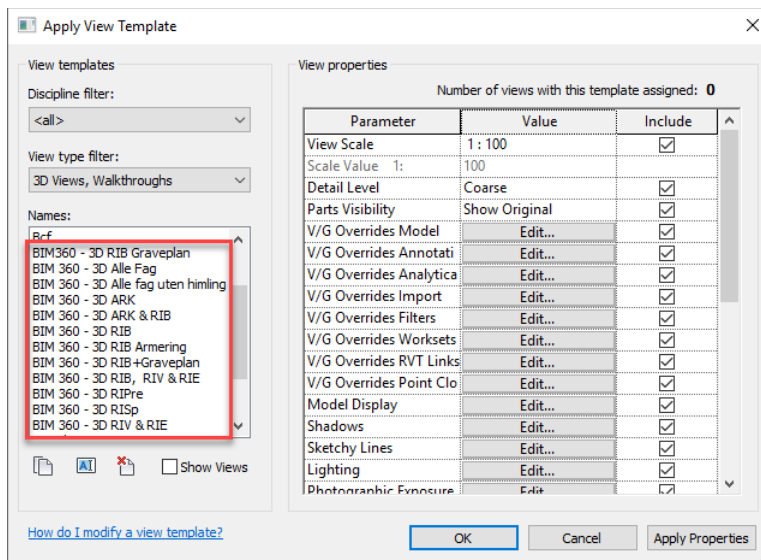 Apply View Template
View templates
Discipline filter:
<all>
View type filter:
3D Views, Walkthroughs
Names:
Bcf
BIM360 - 3D RIB Graveplan
BIM 360 - 3D Alle Fag
BIM 360 - 3D Alle fag uten himling
BIM 360 - 3D ARK
BIM 360 - 3D ARK & RIB
BIM 360 - 3D RIB
BIM 360 - 3D RIB Armering
BIM 360 - 3D RIB+Graveplan
BIM 360 - 3D RIB, RIV & RIE
BIM 360 - 3D RIPre
BIM 360 - 3D RISp
BIM 360 - 3D RIV & RIE
Show Views
How do I modify a view template?
View properties
Number of views with this template assigned: 0
Parameter Value Include
View Scale 1 : 100
Scale Value 1: 100
Detail Level Coarse
Parts Visibility Show Original
V/G Overrides Model Edit...
V/G Overrides Annotati Edit...
V/G Overrides Analytica Edit...
V/G Overrides Import Edit...
V/G Overrides Filters Edit...
V/G Overrides Worksets Edit...
V/G Overrides RVT Links Edit...
V/G Overrides Point Clo Edit...
Model Display Edit...
Shadows Edit...
Sketchy Lines Edit...
Lighting Edit...
Photographic Exposure Edit...
OK Cancel Apply Properties